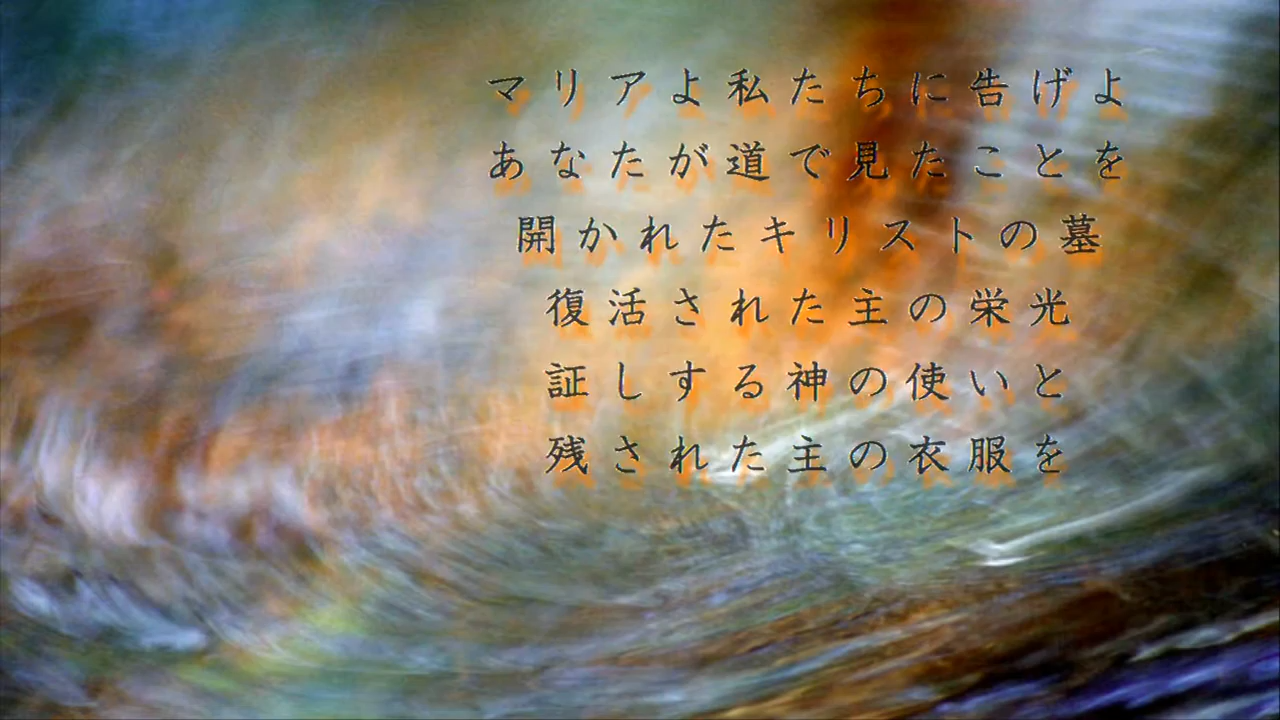 マリアよ私たちに告げよ
あなたが道で見たことを
開かれたキリストの墓
復活された主の栄光
証しする神の使いと
残された主の衣服を